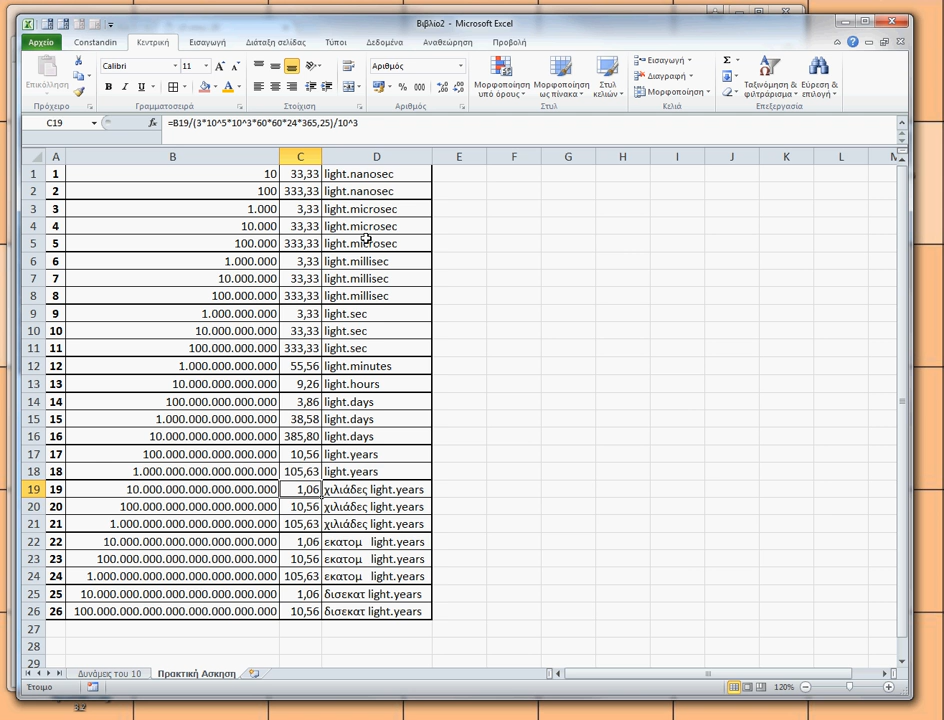 Βιβλίο2 - Microsoft Excel
Αρχείο Constandin Κεντρική Εισαγωγή Διάταξη σελίδας Τύποι Δεδομένα Αναθεώρηση Προβολή
Επικόλληση
Calibri 11
Αριθμός
000
Μορφοποίηση υπό όρους
Μορφοποίηση ως πίνακα
Στυλ κελιών
Εισαγωγή
Διαγραφή
Μορφοποίηση
Ταξινόμηση & φιλτράρισμα
Εύρεση & επιλογή
Πρόχειρο Γραμματοσειρά Στοίχιση Αριθμός Στυλ Κελιά Επεξεργασία
C19 fx =B19/(3*10^5*10^3*60*60*24*365,25)/10^3
A B C D E F G H I J K L M
1 1 10 33,33 light.nanosec
2 2 100 333,33 light.nanosec
3 3 1.000 3,33 light.microsec
4 4 10.000 33,33 light.microsec
5 5 100.000 333,33 light.microsec
6 6 1.000.000 3,33 light.millisec
7 7 10.000.000 33,33 light.millisec
8 8 100.000.000 333,33 light.millisec
9 9 1.000.000.000 3,33 light.sec
10 10 10.000.000.000 33,33 light.sec
11 11 100.000.000.000 333,33 light.sec
12 12 1.000.000.000.000 55,56 light.minutes
13 13 10.000.000.000.000 9,26 light.hours
14 14 100.000.000.000.000 3,86 light.days
15 15 1.000.000.000.000.000 38,58 light.days
16 16 10.000.000.000.000.000 385,80 light.days
17 17 100.000.000.000.000.000 10,56 light.years
18 18 1.000.000.000.000.000.000 105,63 light.years
19 19 10.000.000.000.000.000.000 1,06 χιλιάδες light.years
20 20 100.000.000.000.000.000.000 10,56 χιλιάδες light.years
21 21 1.000.000.000.000.000.000.000 105,63 χιλιάδες light.years
22 22 10.000.000.000.000.000.000.000 1,06 εκατομ light.years
23 23 100.000.000.000.000.000.000.000 10,56 εκατομ light.years
24 24 1.000.000.000.000.000.000.000.000 105,63 εκατομ light.years
25 25 10.000.000.000.000.000.000.000.000 1,06 δισεκατ light.years
26 26 100.000.000.000.000.000.000.000.000 10,56 δισεκατ light.years
27
28
29
Δυνάμεις του 10 Πρακτική Ασκηση
Έτοιμο 120%